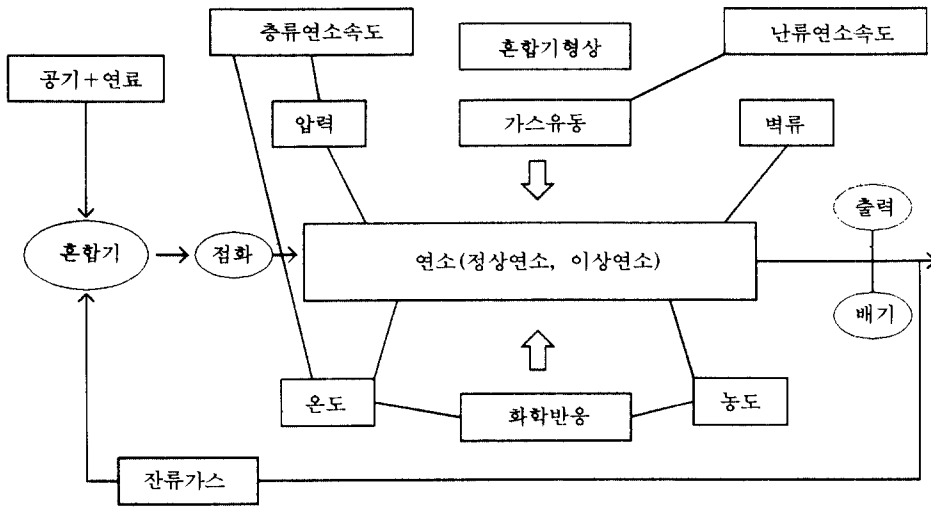 층류연소속도
혼합기형상
난류연소속도
공기+연료
압력
가스유동
벽류
출력
혼합기
점화
연소(정상연소, 이상연소)
배기
온도
화학반응
농도
잔류가스